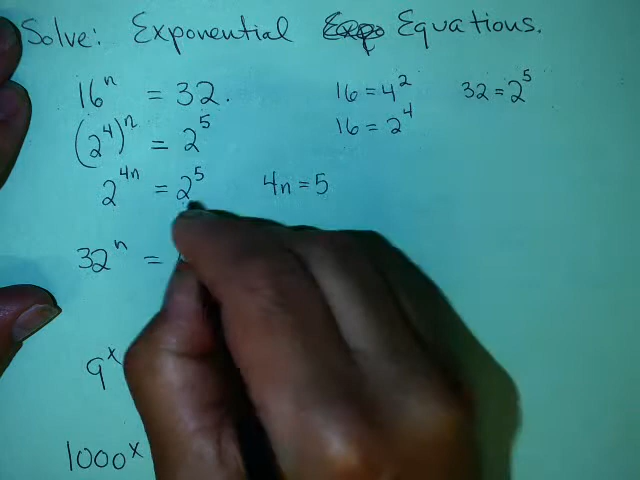 Solve: Exponential Equations.
16ⁿ = 32. 16 = 4² 32 = 2⁵
(2⁴)ⁿ = 2⁵ 16 = 2⁴
2⁴ⁿ = 2⁵ 4n = 5
32ⁿ =
9ˣ
1000ˣ